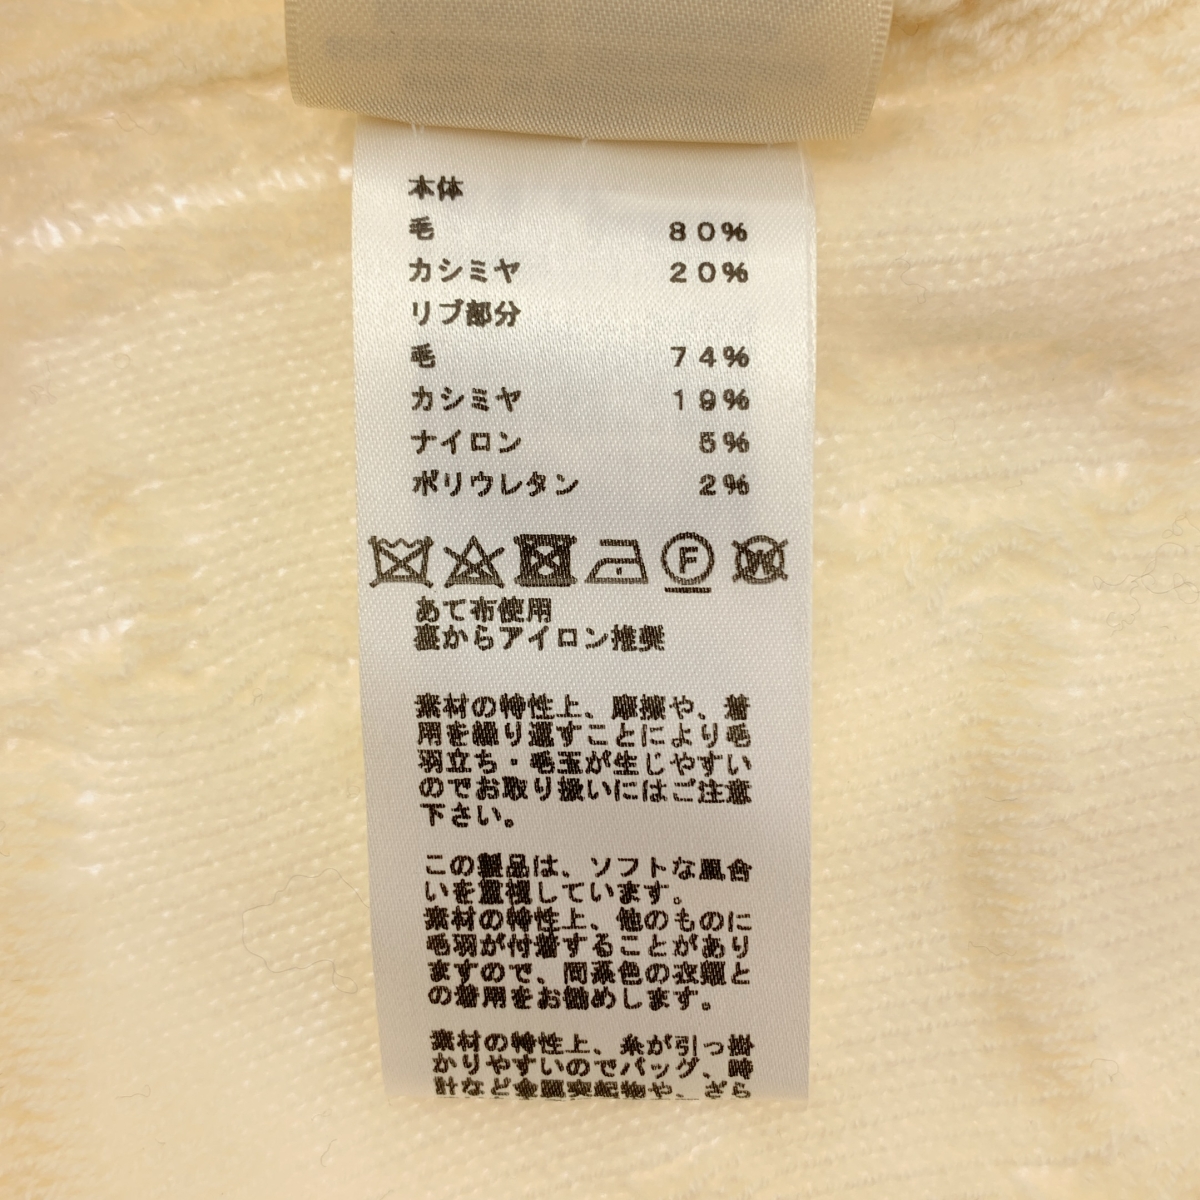 本体
毛 80%
カシミヤ 20%
リブ部分
毛 74%
カシミヤ 19%
ナイロン 5%
ポリウレタン 2%
F W
あて布使用
裏からアイロン推奨
素材の特性上、摩擦や、着
用を繰り返すことにより毛
羽立ち・毛玉が生じやすい
のでお取り扱いにはご注意
下さい。
この製品は、ソフトな風合
いを重視しています。
素材の特性上、他のものに
毛羽が付着することがあり
ますので、同系色の衣類と
の着用をお勧めします。
素材の特性上、糸が引っ掛
かりやすいのでバッグ、時
計など金属突起物や、ざら